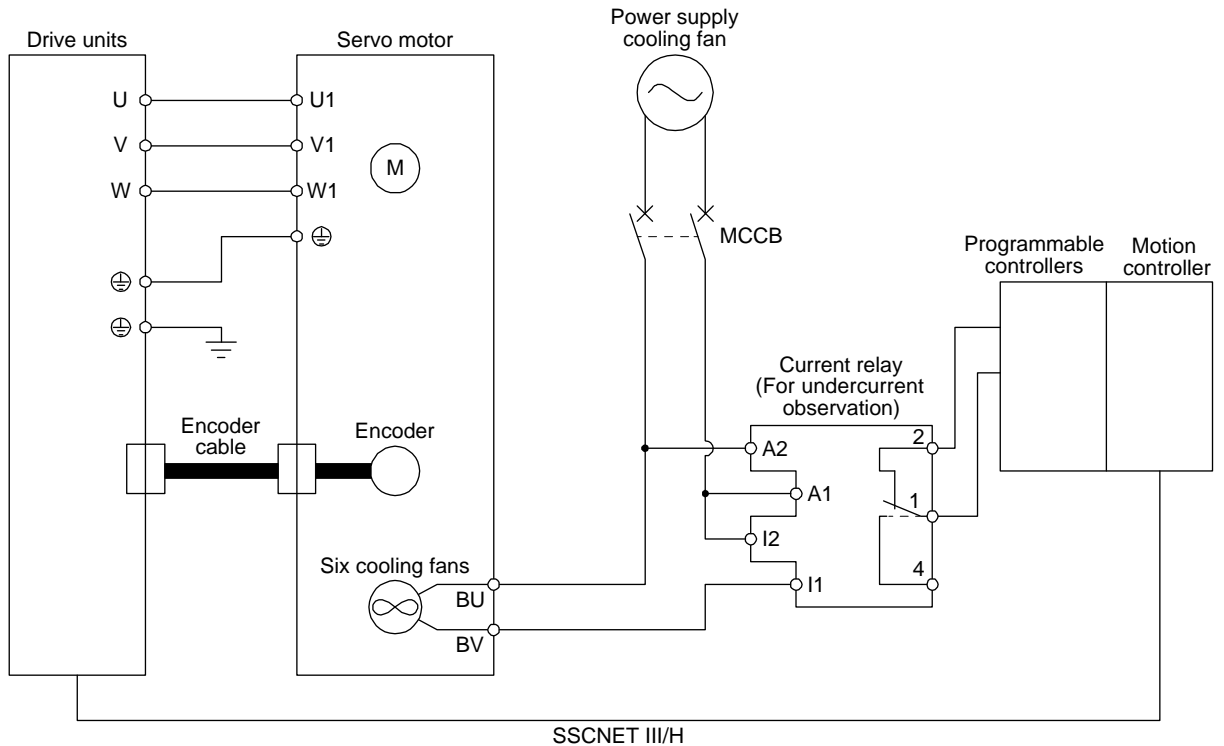 Power supply
cooling fan
Drive units
Servo motor
U
U1
V
V1
M
W
W1
MCCB
Programmable
controllers
Motion
controller
Current relay
(For undercurrent
observation)
Encoder
cable
Encoder
2
A2
A1
1
I2
Six cooling fans
I1
4
BU
BV
SSCNET III/H